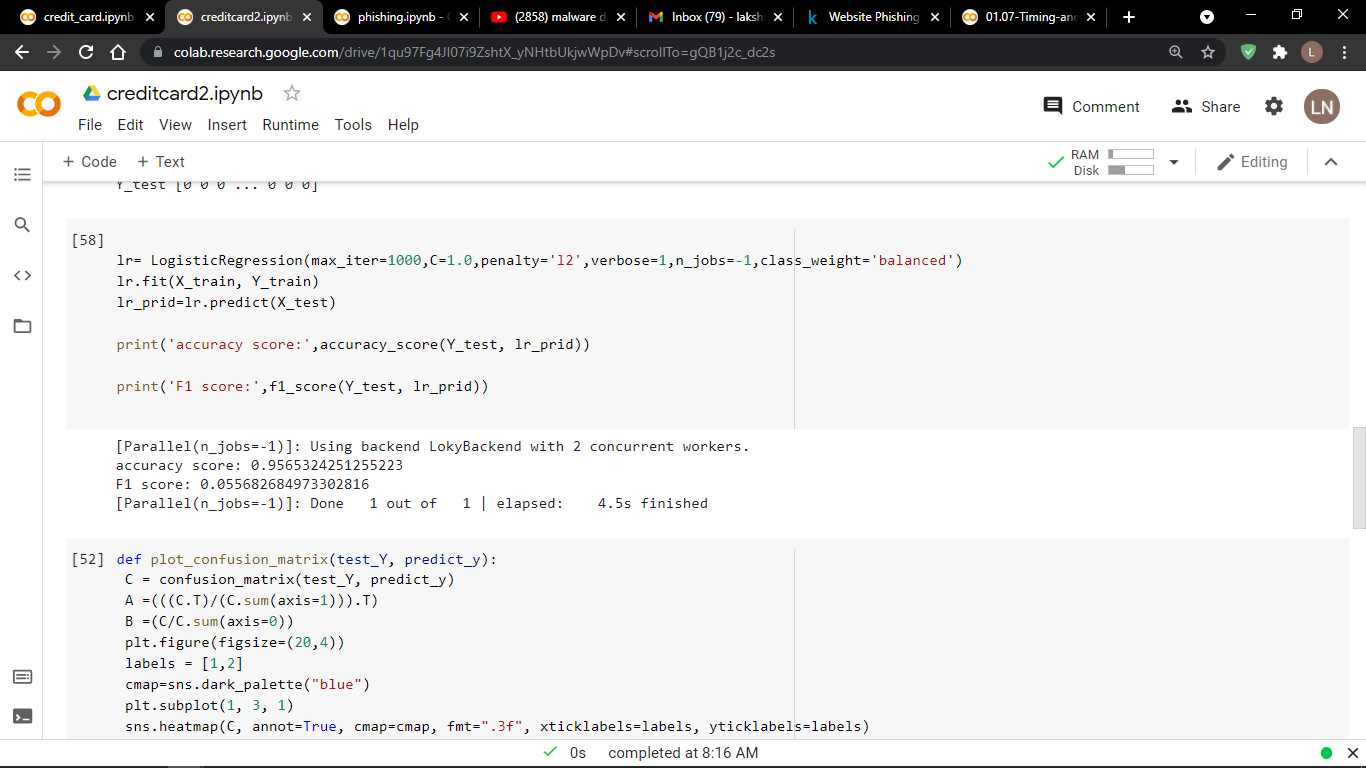 credit_card.ipynb
creditcard2.ipynb
phishing.ipynb -
(2858) malware d
Inbox (79) - laksh
Website Phishing
01.07-Timing-and
colab.research.google.com/drive/1qu97Fg4JI07i9ZshtX_yNHtbUkjwWpDv#scrollTo=gQB1j2c_dc2s
L
CO
creditcard2.ipynb
Comment
Share
LN
File Edit View Insert Runtime Tools Help
+ Code + Text
RAM
Disk
Editing
Y_test [0 0 0 ... 0 0 0]
[58]
lr= LogisticRegression(max_iter=1000,C=1.0,penalty='l2',verbose=1,n_jobs=-1,class_weight='balanced')
lr.fit(X_train, Y_train)
lr_prid=lr.predict(X_test)
print('accuracy score:',accuracy_score(Y_test, lr_prid))
print('F1 score:',f1_score(Y_test, lr_prid))
[Parallel(n_jobs=-1)]: Using backend LokyBackend with 2 concurrent workers.
accuracy score: 0.9565324251255223
F1 score: 0.055682684973302816
[Parallel(n_jobs=-1)]: Done 1 out of 1 | elapsed: 4.5s finished
[52] def plot_confusion_matrix(test_Y, predict_y):
C = confusion_matrix(test_Y, predict_y)
A =(((C.T)/(C.sum(axis=1))).T)
B =(C/C.sum(axis=0))
plt.figure(figsize=(20,4))
labels = [1,2]
cmap=sns.dark_palette("blue")
plt.subplot(1, 3, 1)
sns.heatmap(C, annot=True, cmap=cmap, fmt=".3f", xticklabels=labels, yticklabels=labels)
0s completed at 8:16 AM